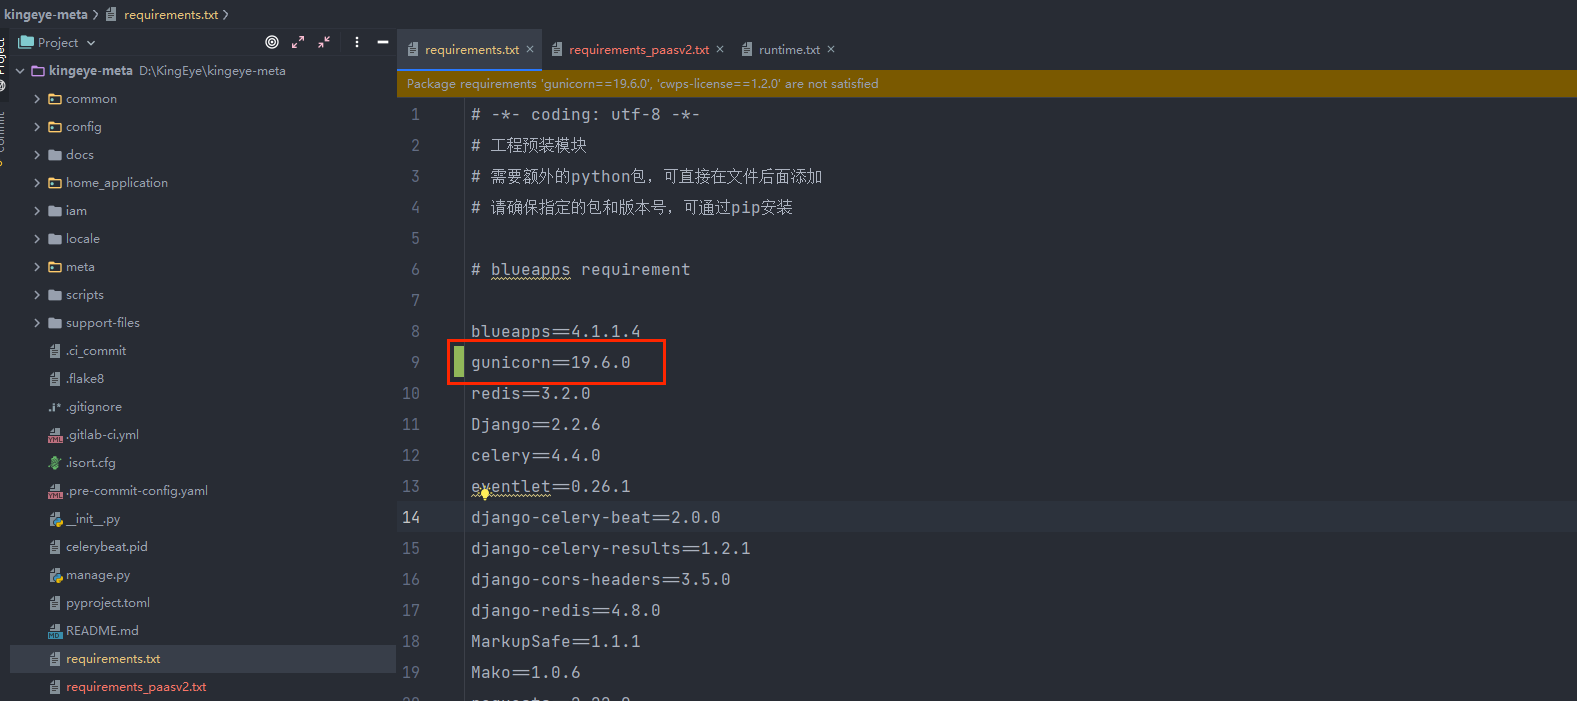 kingeye-meta
requirements.txt
Project
requirements.txt
requirements_paasv2.txt
runtime.txt
kingeye-meta D:\KingEye\kingeye-meta
common
config
docs
home_application
iam
locale
meta
scripts
support-files
.ci_commit
.flake8
.gitignore
.gitlab-ci.yml
.isort.cfg
.pre-commit-config.yaml
__init__.py
celerybeat.pid
manage.py
pyproject.toml
README.md
requirements.txt
requirements_paasv2.txt
Package requirements 'gunicorn==19.6.0', 'cwps-license==1.2.0' are not satisfied
1 # -*- coding: utf-8 -*-
2 # 工程预装模块
3 # 需要额外的python包，可直接在文件后面添加
4 # 请确保指定的包和版本号，可通过pip安装
5
6 # blueapps requirement
7
8 blueapps==4.1.1.4
9 gunicorn==19.6.0
10 redis==3.2.0
11 Django==2.2.6
12 celery==4.4.0
13 eventlet==0.26.1
14 django-celery-beat==2.0.0
15 django-celery-results==1.2.1
16 django-cors-headers==3.5.0
17 django-redis==4.8.0
18 MarkupSafe==1.1.1
19 Mako==1.0.6